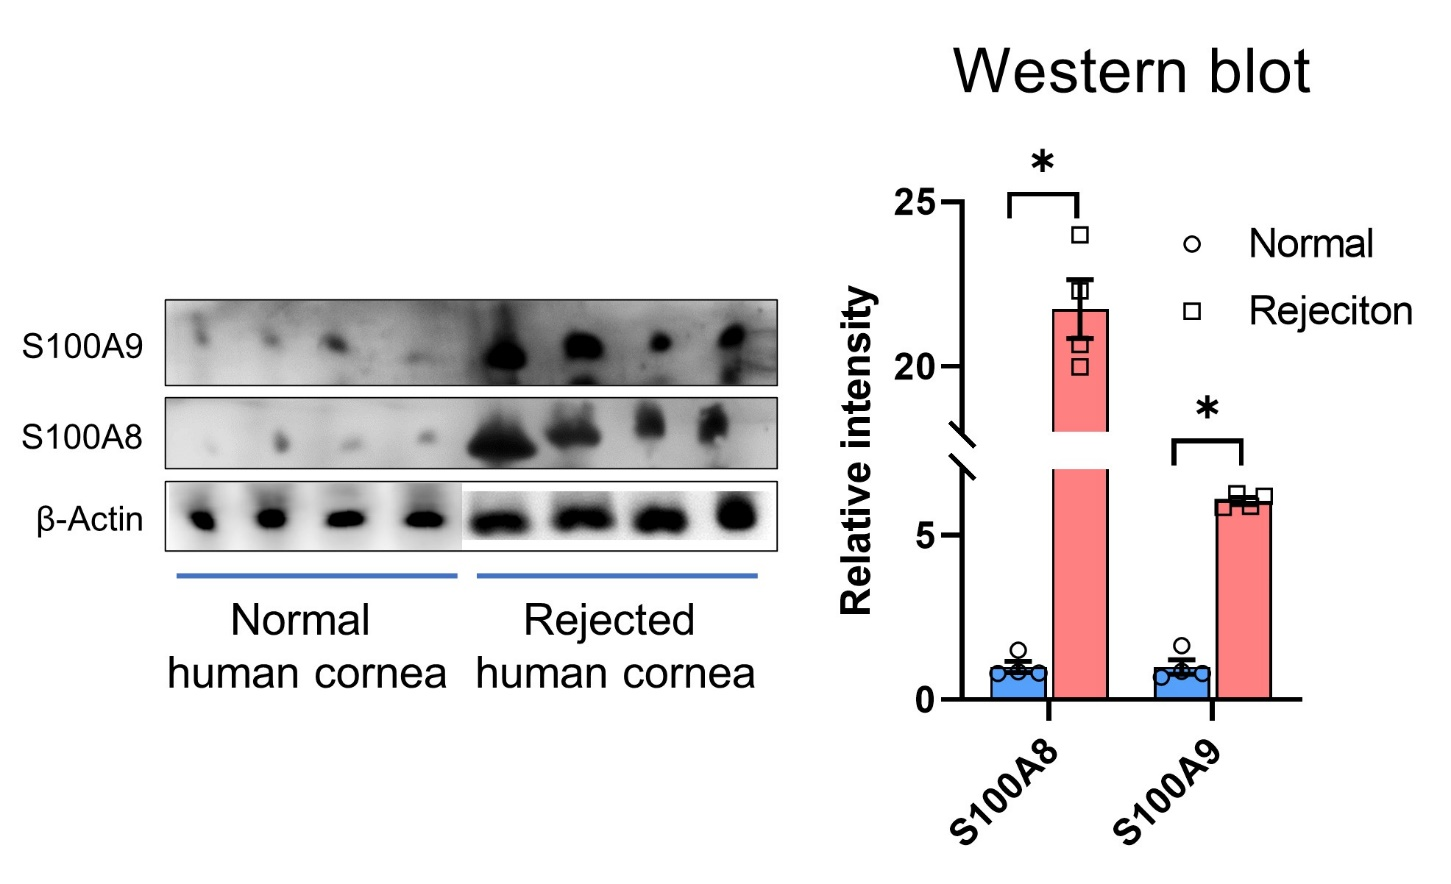 Western blot
S100A9
S100A8
β-Actin
Normal
human cornea
Rejected
human cornea
Relative intensity
25
20
5
0
*
*
Normal
Rejeciton
S100A8
S100A9